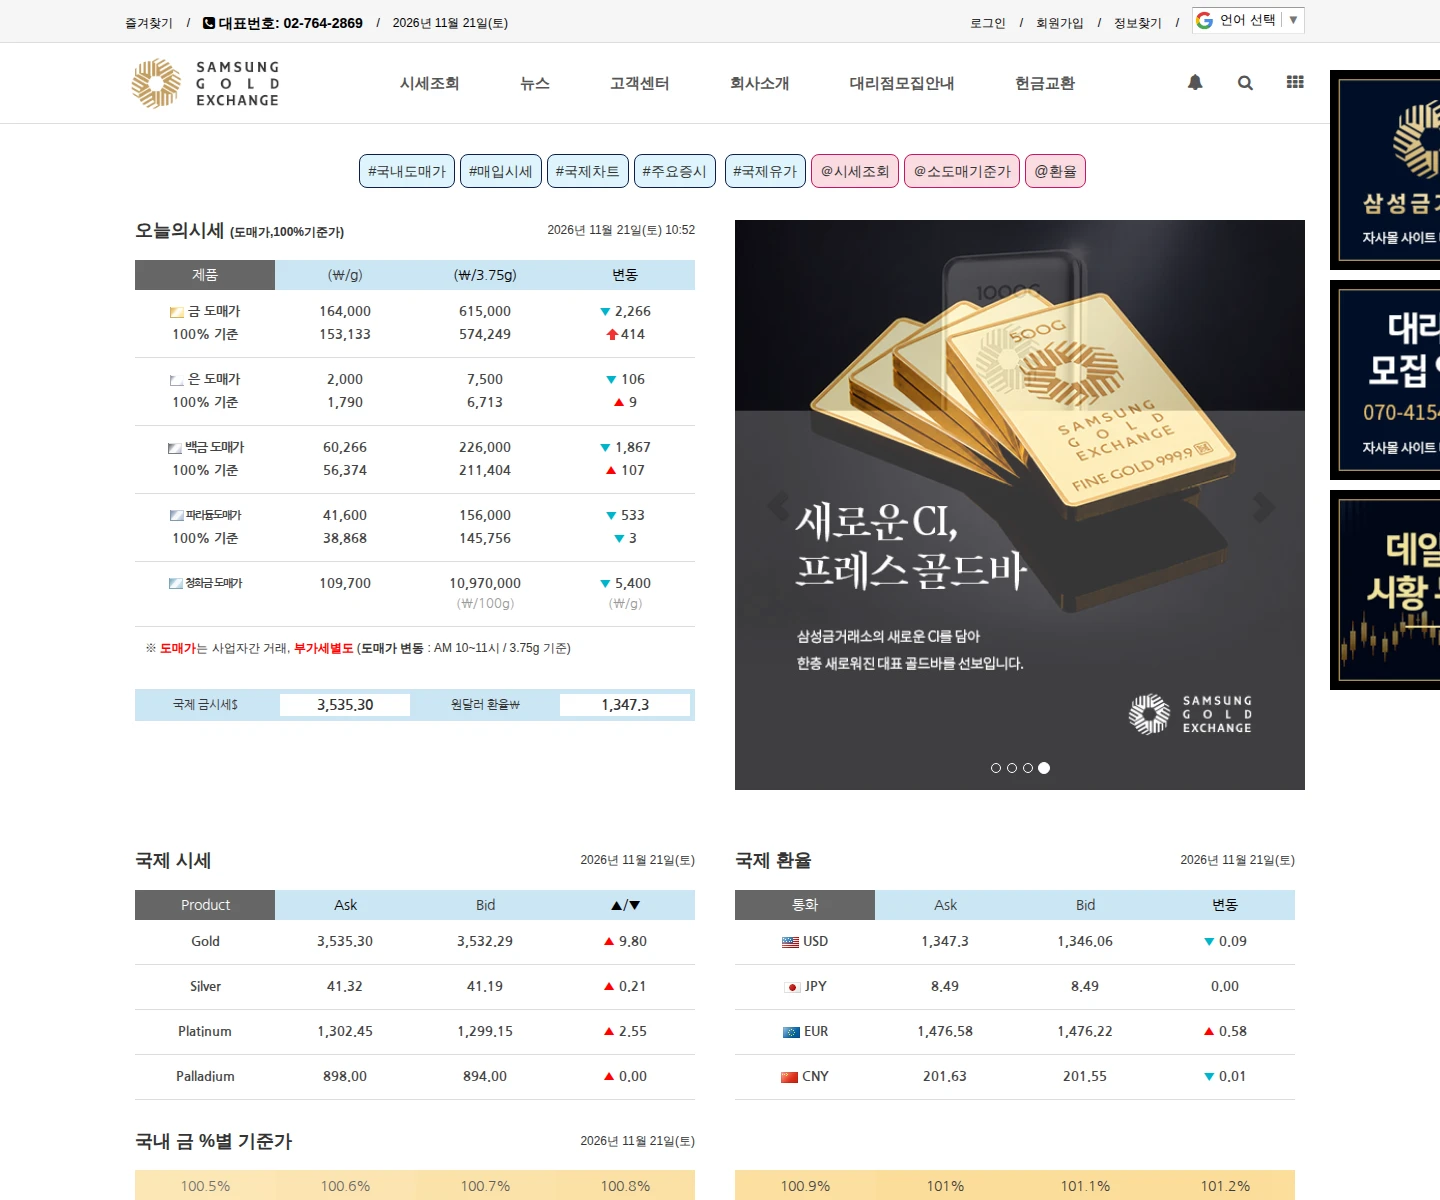 즐겨찾기 / 대표번호: 02-764-2869 / 2026년 11월 21일(토)
로그인 / 회원가입 / 정보찾기 / 언어 선택 ▼
SAMSUNG
GOLD
EXCHANGE
시세조회 뉴스 고객센터 회사소개 대리점모집안내 헌금교환
#국내도매가 #매입시세 #국제차트 #주요증시 #국제유가 @시세조회 @소도매기준가 @환율
오늘의시세 (도매가,100%기준가) 2026년 11월 21일(토) 10:52
제품 (₩/g) (₩/3.75g) 변동
금 도매가 164,000 615,000 ▼ 2,266
100% 기준 153,133 574,249 414
은 도매가 2,000 7,500 ▼ 106
100% 기준 1,790 6,713 ▲ 9
백금 도매가 60,266 226,000 ▼ 1,867
100% 기준 56,374 211,404 ▲ 107
파라듐도매가 41,600 156,000 ▼ 533
100% 기준 38,868 145,756 ▼ 3
청화금도매가 109,700 10,970,000 ▼ 5,400
(₩/100g) (₩/g)
※ 도매가는 사업자간 거래, 부가세별도 (도매가 변동 : AM 10~11시 / 3.75g 기준)
국제 금시세$ 3,535.30 원달러 환율₩ 1,347.3
1000G
500G
SAMSUNG
GOLD
EXCHANGE
FINE GOLD 999.9
새로운 CI,
프레스 골드바
삼성금거래소의 새로운 CI를 담아
한층 새로워진 대표 골드바를 선보입니다.
SAMSUNG
GOLD
EXCHANGE
삼성금
자사몰 사이트
대리
모집
070-4154
자사몰 사이트
데일
시황
국제 시세 2026년 11월 21일(토)
Product Ask Bid ▲/▼
Gold 3,535.30 3,532.29 ▲ 9.80
Silver 41.32 41.19 ▲ 0.21
Platinum 1,302.45 1,299.15 ▲ 2.55
Palladium 898.00 894.00 ▲ 0.00
국제 환율 2026년 11월 21일(토)
통화 Ask Bid 변동
USD 1,347.3 1,346.06 ▼ 0.09
JPY 8.49 8.49 0.00
EUR 1,476.58 1,476.22 ▲ 0.58
CNY 201.63 201.55 ▼ 0.01
국내 금 %별 기준가 2026년 11월 21일(토)
100.5% 100.6% 100.7% 100.8% 100.9% 101% 101.1% 101.2%